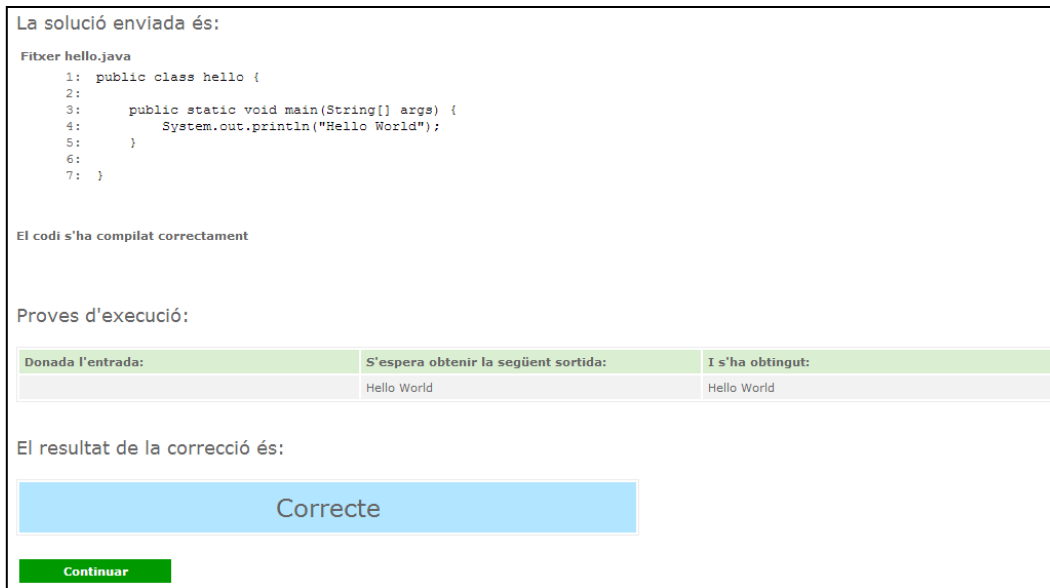 La solució enviada és:
Fitxer hello.java
1: public class hello {
2:
3:     public static void main(String[] args) {
4:         System.out.println("Hello World");
5:     }
6:
7: }
El codi s'ha compilat correctament
Proves d'execució:
Donada l'entrada: S'espera obtenir la següent sortida: I s'ha obtingut:
Hello World Hello World
El resultat de la correcció és:
Correcte
Continuar